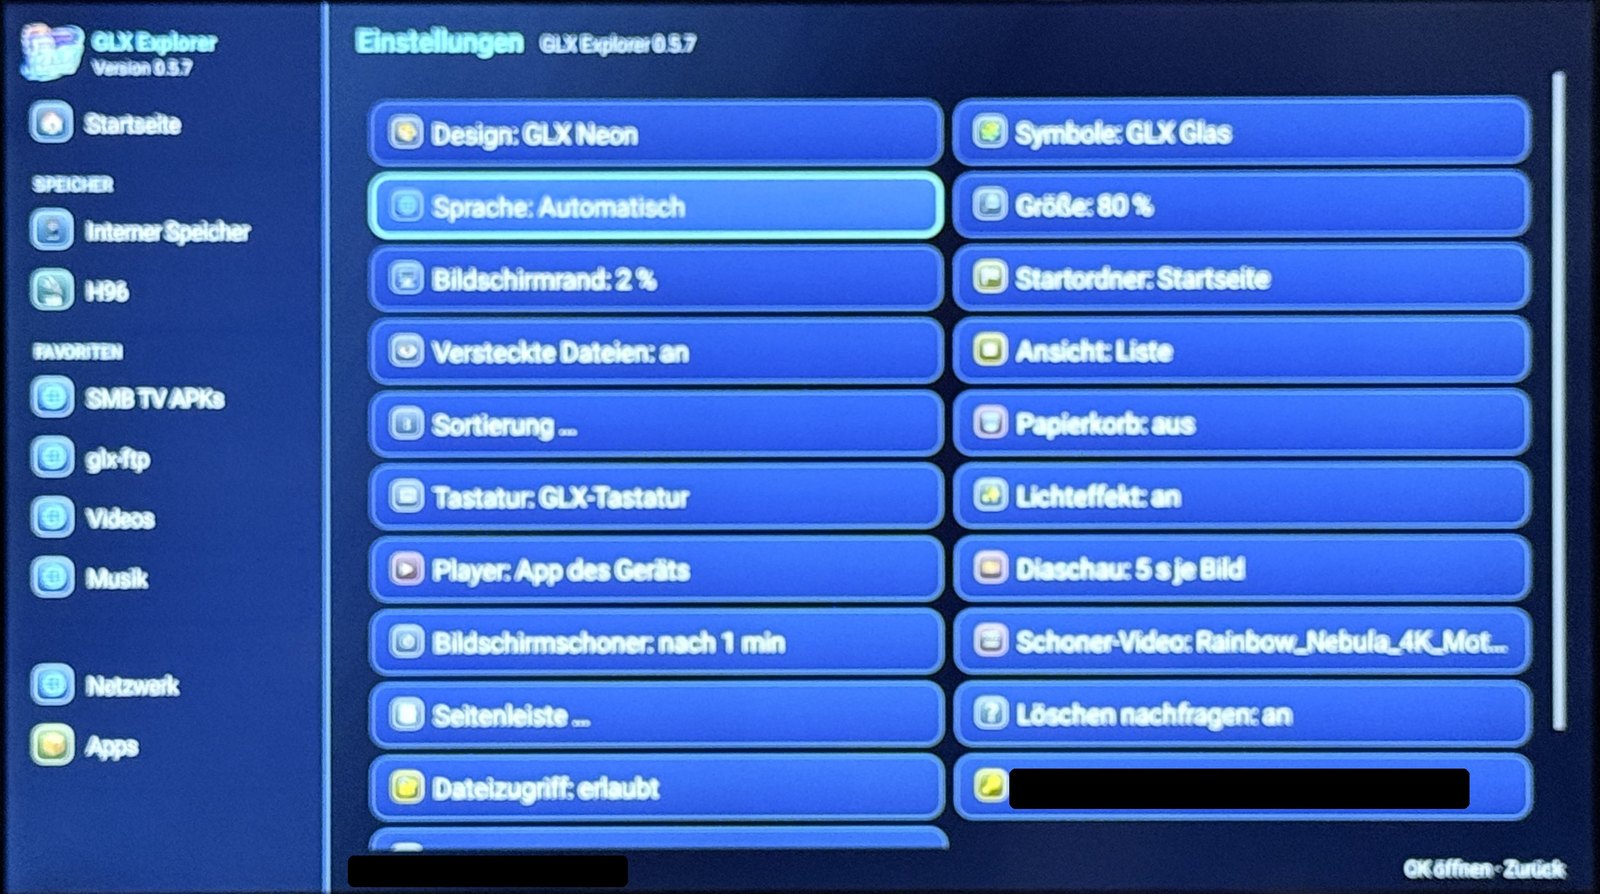 GLX Explorer
Version 0.5.7
Startseite
SPEICHER
Interner Speicher
H96
FAVORITEN
SMB TV APKs
glx-ftp
Videos
Musik
Netzwerk
Apps
Einstellungen GLX Explorer 0.5.7
Design: GLX Neon
Symbole: GLX Glas
Sprache: Automatisch
Größe: 80 %
Bildschirmrand: 2 %
Startordner: Startseite
Versteckte Dateien: an
Ansicht: Liste
Sortierung ...
Papierkorb: aus
Tastatur: GLX-Tastatur
Lichteffekt: an
Player: App des Geräts
Diaschau: 5 s je Bild
Bildschirmschoner: nach 1 min
Schoner-Video: Rainbow_Nebula_4K_Mot...
Seitenleiste ...
Löschen nachfragen: an
Dateizugriff: erlaubt
OK öffnen · Zurück